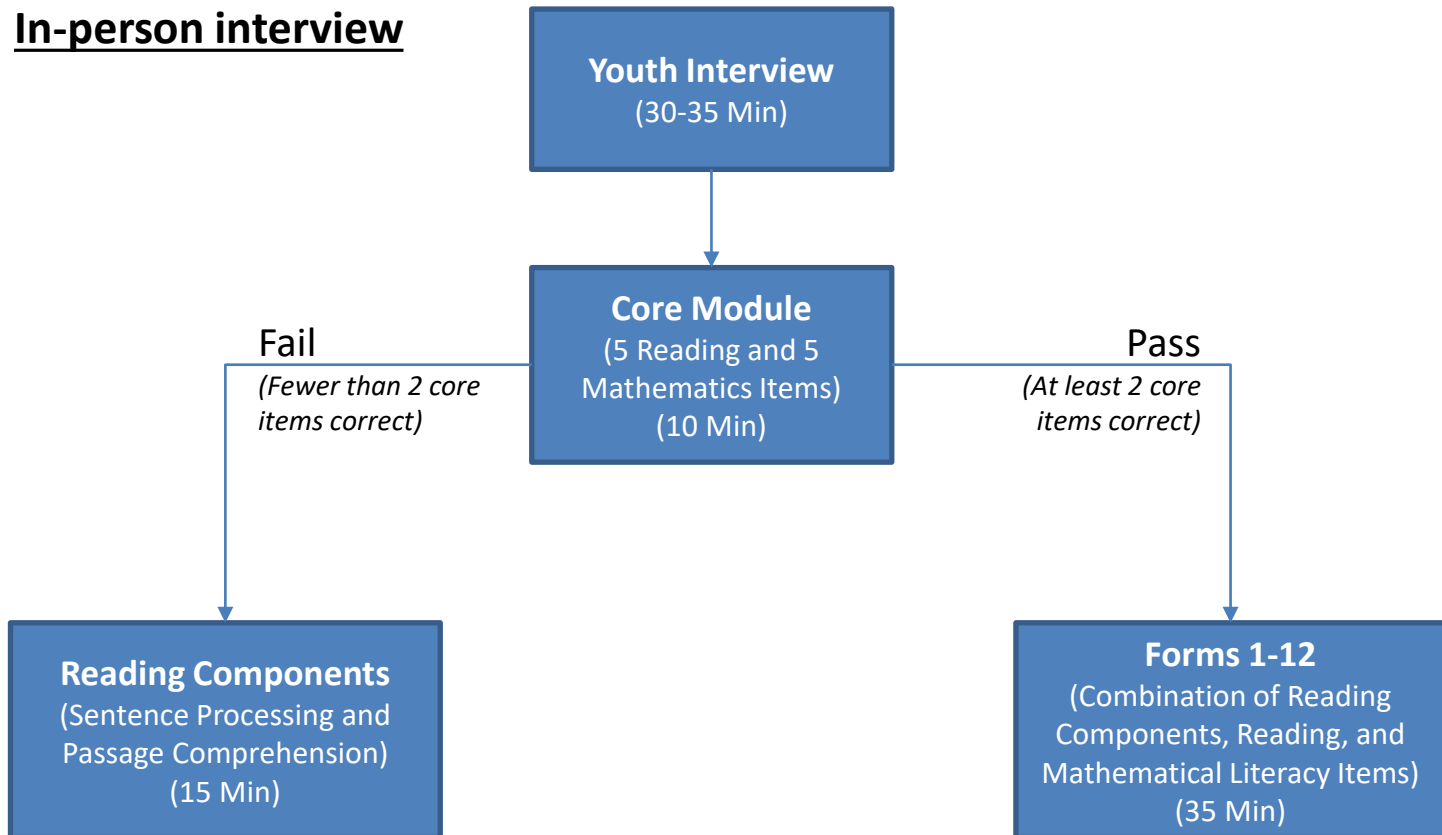 In-person interview
Youth Interview
(30-35 Min)
Core Module
(5 Reading and 5
Mathematics Items)
(10 Min)
Fail
(Fewer than 2 core
items correct)
Pass
(At least 2 core
items correct)
Reading Components
(Sentence Processing and
Passage Comprehension)
(15 Min)
Forms 1-12
(Combination of Reading
Components, Reading, and
Mathematical Literacy Items)
(35 Min)